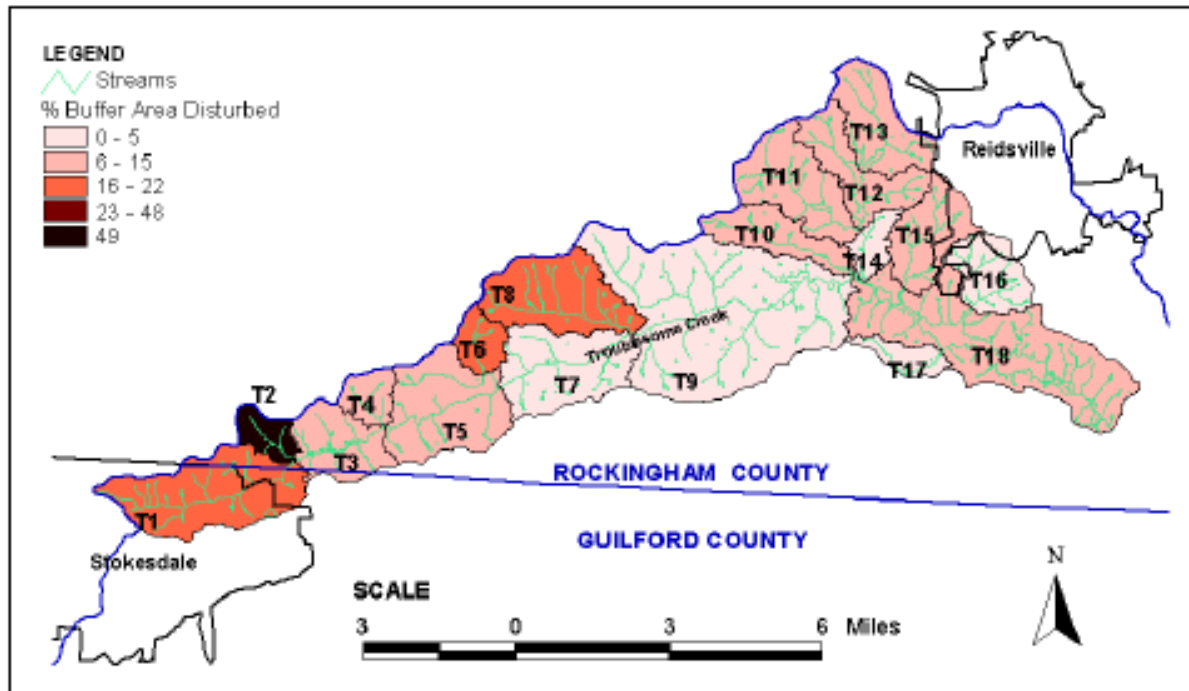 LEGEND
Streams
% Buffer Area Disturbed
0 - 5
6 - 15
16 - 22
23 - 48
49
T13
Reidsville
T11
T12
T10
T15
T14
T16
T8
Troublesome Creek
T6
T18
T17
T7
T9
T2
T4
T5
T3
ROCKINGHAM COUNTY
T1
GUILFORD COUNTY
Stokesdale
N
SCALE
3 0 3 6 Miles